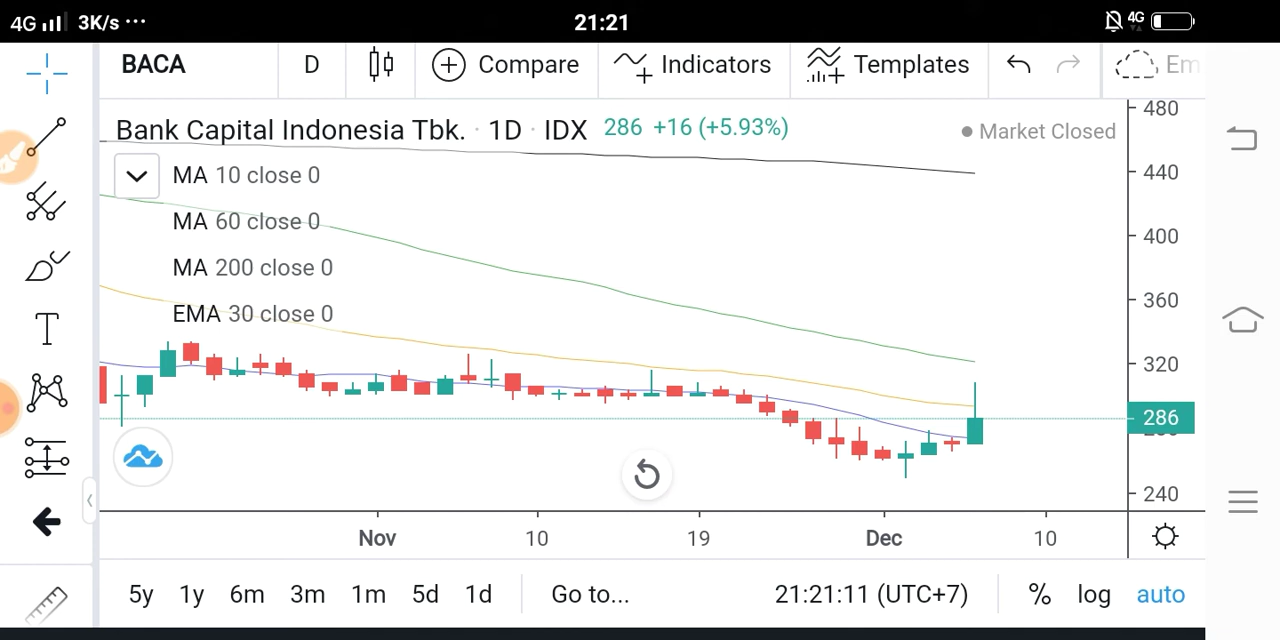 4G 3K/s ··· 21:21 4G
BACA D Compare Indicators Templates Em
Bank Capital Indonesia Tbk. · 1D · IDX 286 +16 (+5.93%) Market Closed
MA 10 close 0
MA 60 close 0
MA 200 close 0
EMA 30 close 0
480
440
400
360
320
286
240
Nov 10 19 Dec 10
5y 1y 6m 3m 1m 5d 1d Go to... 21:21:11 (UTC+7) % log auto